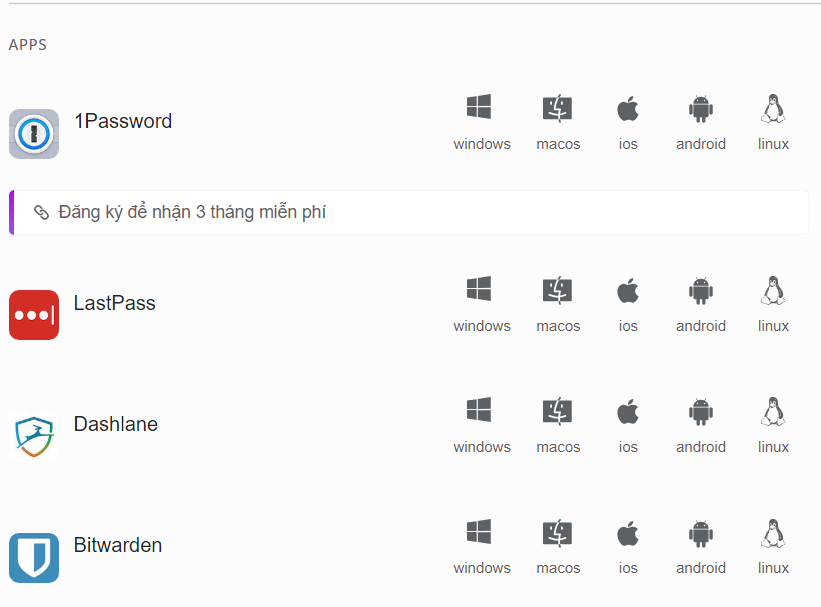 APPS
1Password
windows macos ios android linux
Đăng ký để nhận 3 tháng miễn phí
LastPass
windows macos ios android linux
Dashlane
windows macos ios android linux
Bitwarden
windows macos ios android linux